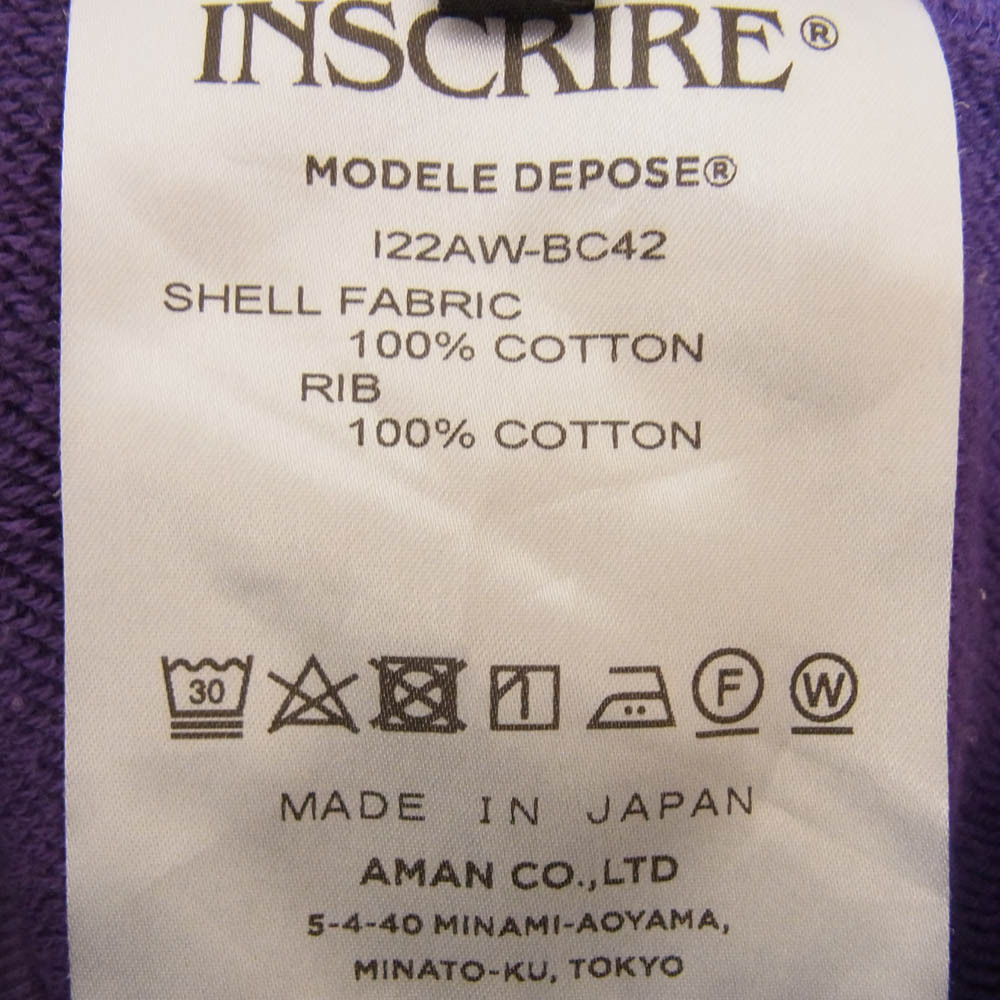 INSCRIRE®
MODELE DEPOSE®
I22AW-BC42
SHELL FABRIC
100% COTTON
RIB
100% COTTON
30 F W
MADE IN JAPAN
AMAN CO.,LTD
5-4-40 MINAMI-AOYAMA,
MINATO-KU, TOKYO